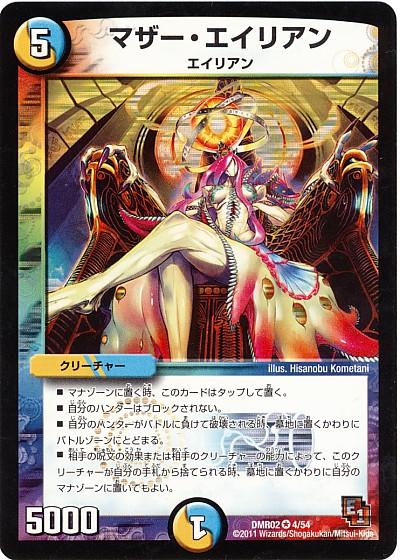 5
マザー・エイリアン
エイリアン
クリーチャー
illus. Hisanobu Kometani
■ マナゾーンに置く時、このカードはタップして置く。
■ 自分のハンターはブロックされない。
■ 自分のハンターがバトルに負けて破壊される時、墓地に置くかわりに
バトルゾーンにとどまる。
■ 相手の呪文の効果または相手のクリーチャーの能力によって、このク
リーチャーが自分の手札から捨てられる時、墓地に置くかわりに自分の
マナゾーンに置いてもよい。
5000
1
DMR02 4/54
©2011 Wizards/Shogakukan/Mitsui-Kids
E1